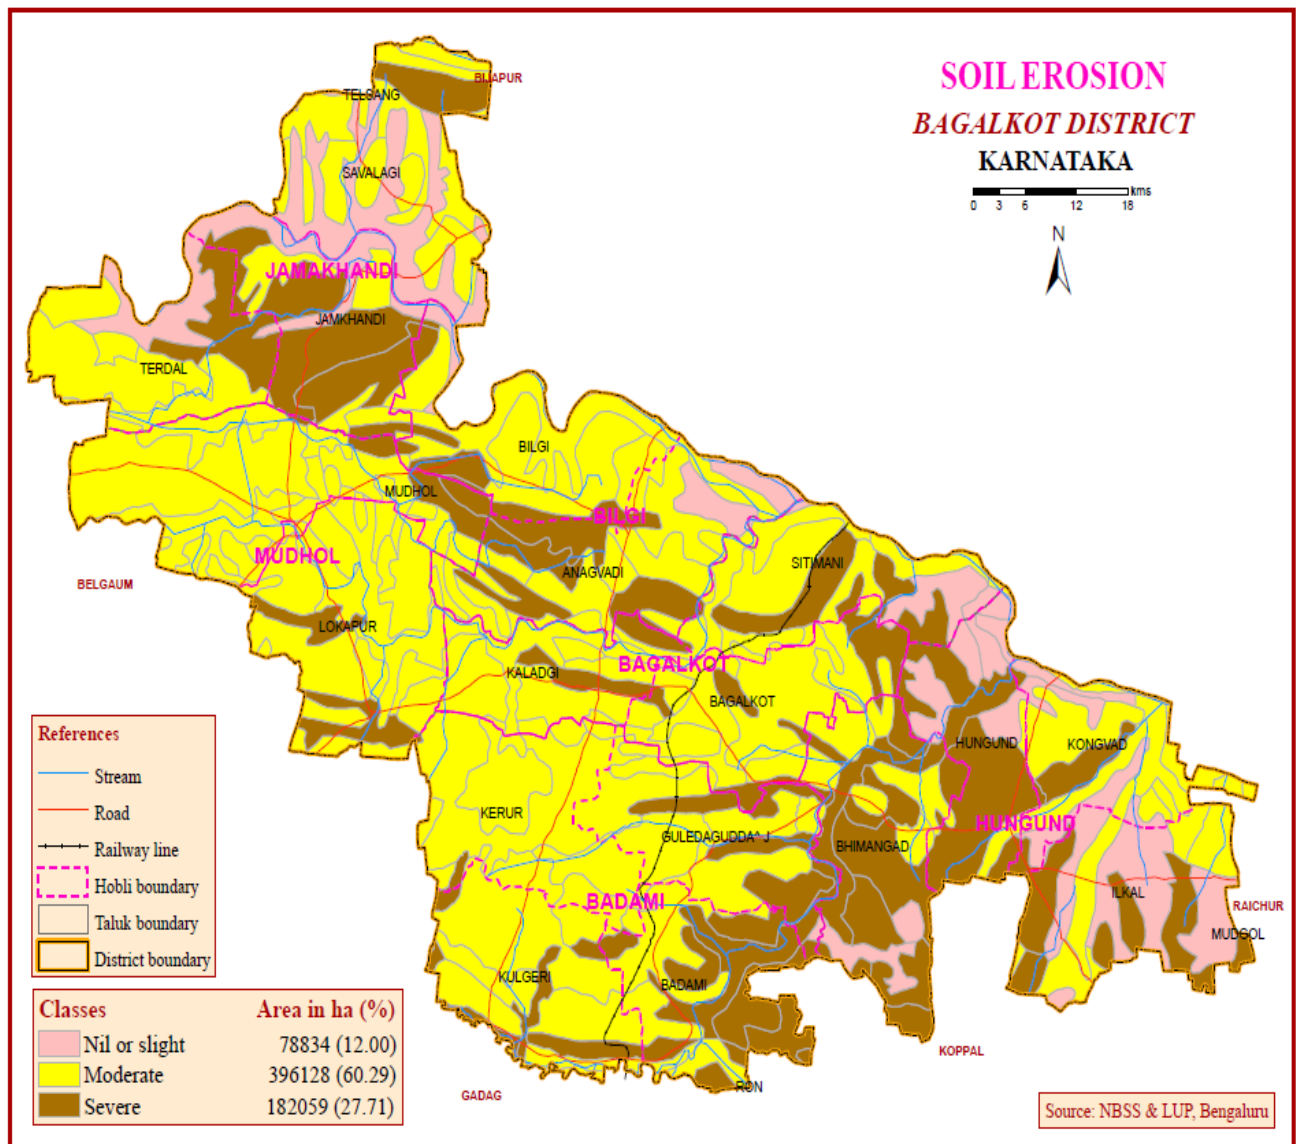 SOIL EROSION
BAGALKOT DISTRICT
KARNATAKA
kms
0 3 6 12 18
N
BIJAPUR
TELSANG
SAVALAGI
JAMAKHANDI
JAMKHANDI
TERDAL
BILGI
MUDHOL
BILGI
MUDHOL
SITIMANI
ANAGVADI
BELGAUM
LOKAPUR
BAGALKOT
KALADGI
BAGALKOT
HUNGUND
KONGVAD
KERUR
HUNGUND
GULEDAGUDDA^ J
BHIMANGAD
ILKAL
BADAMI
RAICHUR
MUDGOL
KULGERI
BADAMI
KOPPAL
RON
GADAG
References
Stream
Road
Railway line
Hobli boundary
Taluk boundary
District boundary
Classes Area in ha (%)
Nil or slight 78834 (12.00)
Moderate 396128 (60.29)
Severe 182059 (27.71)
Source: NBSS & LUP, Bengaluru